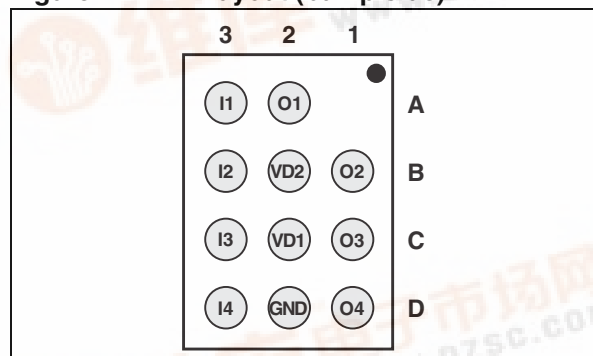 3 2 1
I1 O1 A
I2 VD2 O2 B
I3 VD1 O3 C
I4 GND O4 D